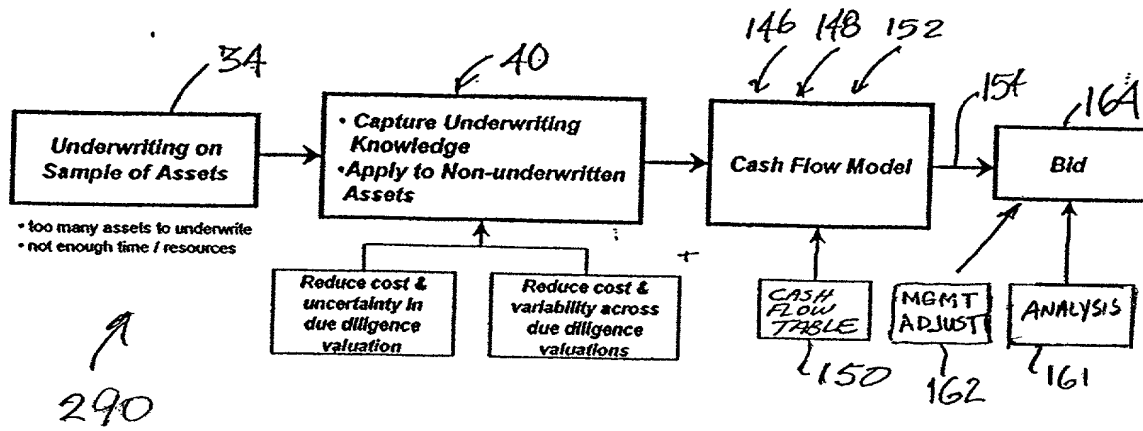 34
40
146 148 152
154
164
Underwriting on
Sample of Assets
• Capture Underwriting
Knowledge
•Apply to Non-underwritten
Assets
Cash Flow Model
Bid
• too many assets to underwrite
• not enough time / resources
Reduce cost &
uncertainty in
due diligence
valuation
Reduce cost &
variability across
due diligence
valuations
CASH
FLOW
TABLE
MGMT
ADJUST
ANALYSIS
150
162
161
290